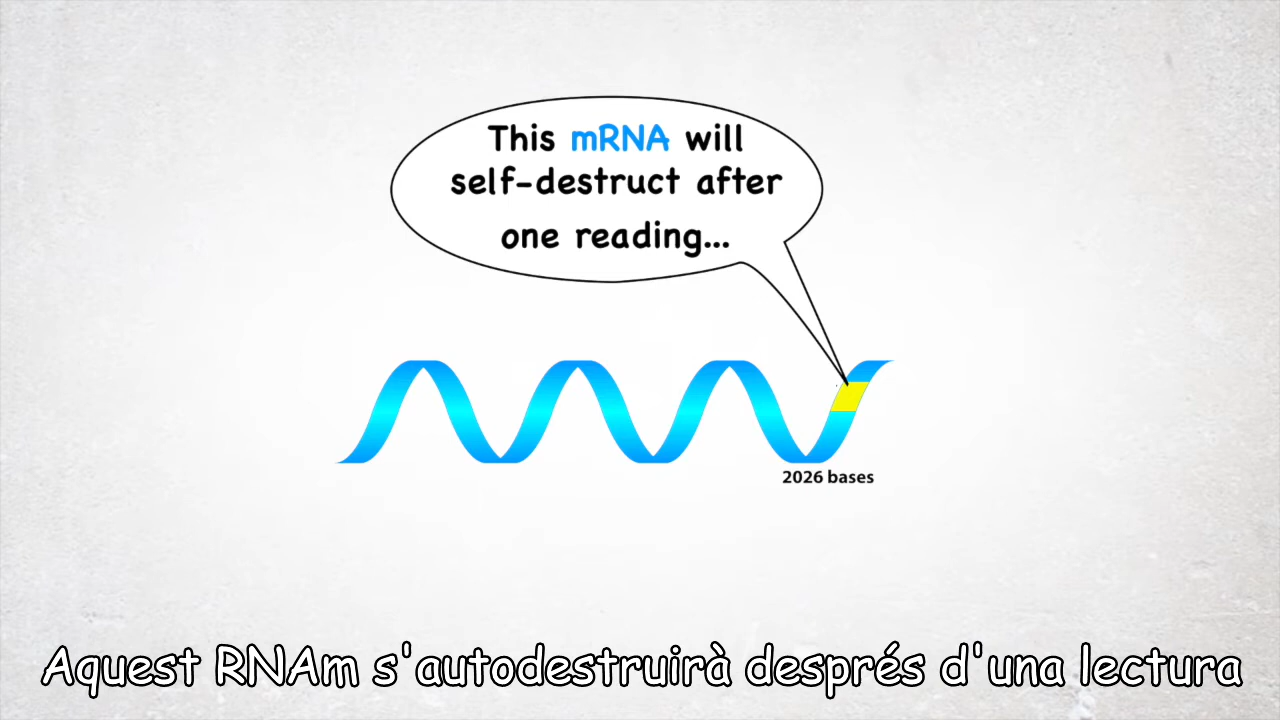 This mRNA will
self-destruct after
one reading...
2026 bases
Aquest RNAm s'autodestruirà després d'una lectura